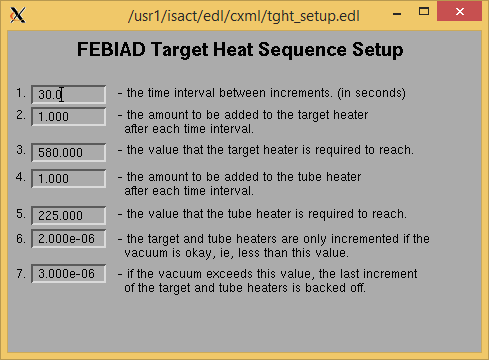 /usr1/isact/edl/cxml/tght_setup.edl
FEBIAD Target Heat Sequence Setup
1. 30.0 - the time interval between increments. (in seconds)
2. 1.000 - the amount to be added to the target heater
after each time interval.
3. 580.000 - the value that the target heater is required to reach.
4. 1.000 - the amount to be added to the tube heater
after each time interval.
5. 225.000 - the value that the tube heater is required to reach.
6. 2.000e-06 - the target and tube heaters are only incremented if the
vacuum is okay, ie, less than this value.
7. 3.000e-06 - if the vacuum exceeds this value, the last increment
of the target and tube heaters is backed off.